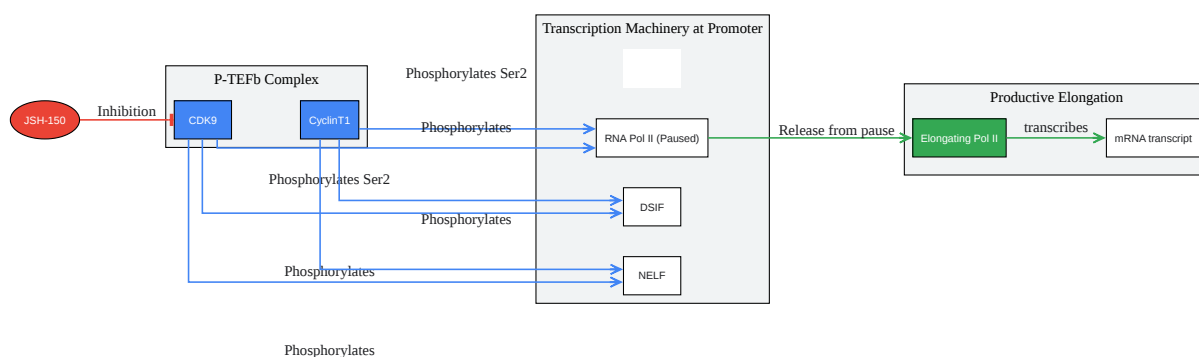 Transcription Machinery at Promoter
Phosphorylates Ser2
P-TEFb Complex
Productive Elongation
JSH-150
Inhibition
CDK9
CyclinT1
Phosphorylates
RNA Pol II (Paused)
Release from pause
Elongating Pol II
transcribes
mRNA transcript
Phosphorylates Ser2
DSIF
Phosphorylates
Phosphorylates
NELF
Phosphorylates